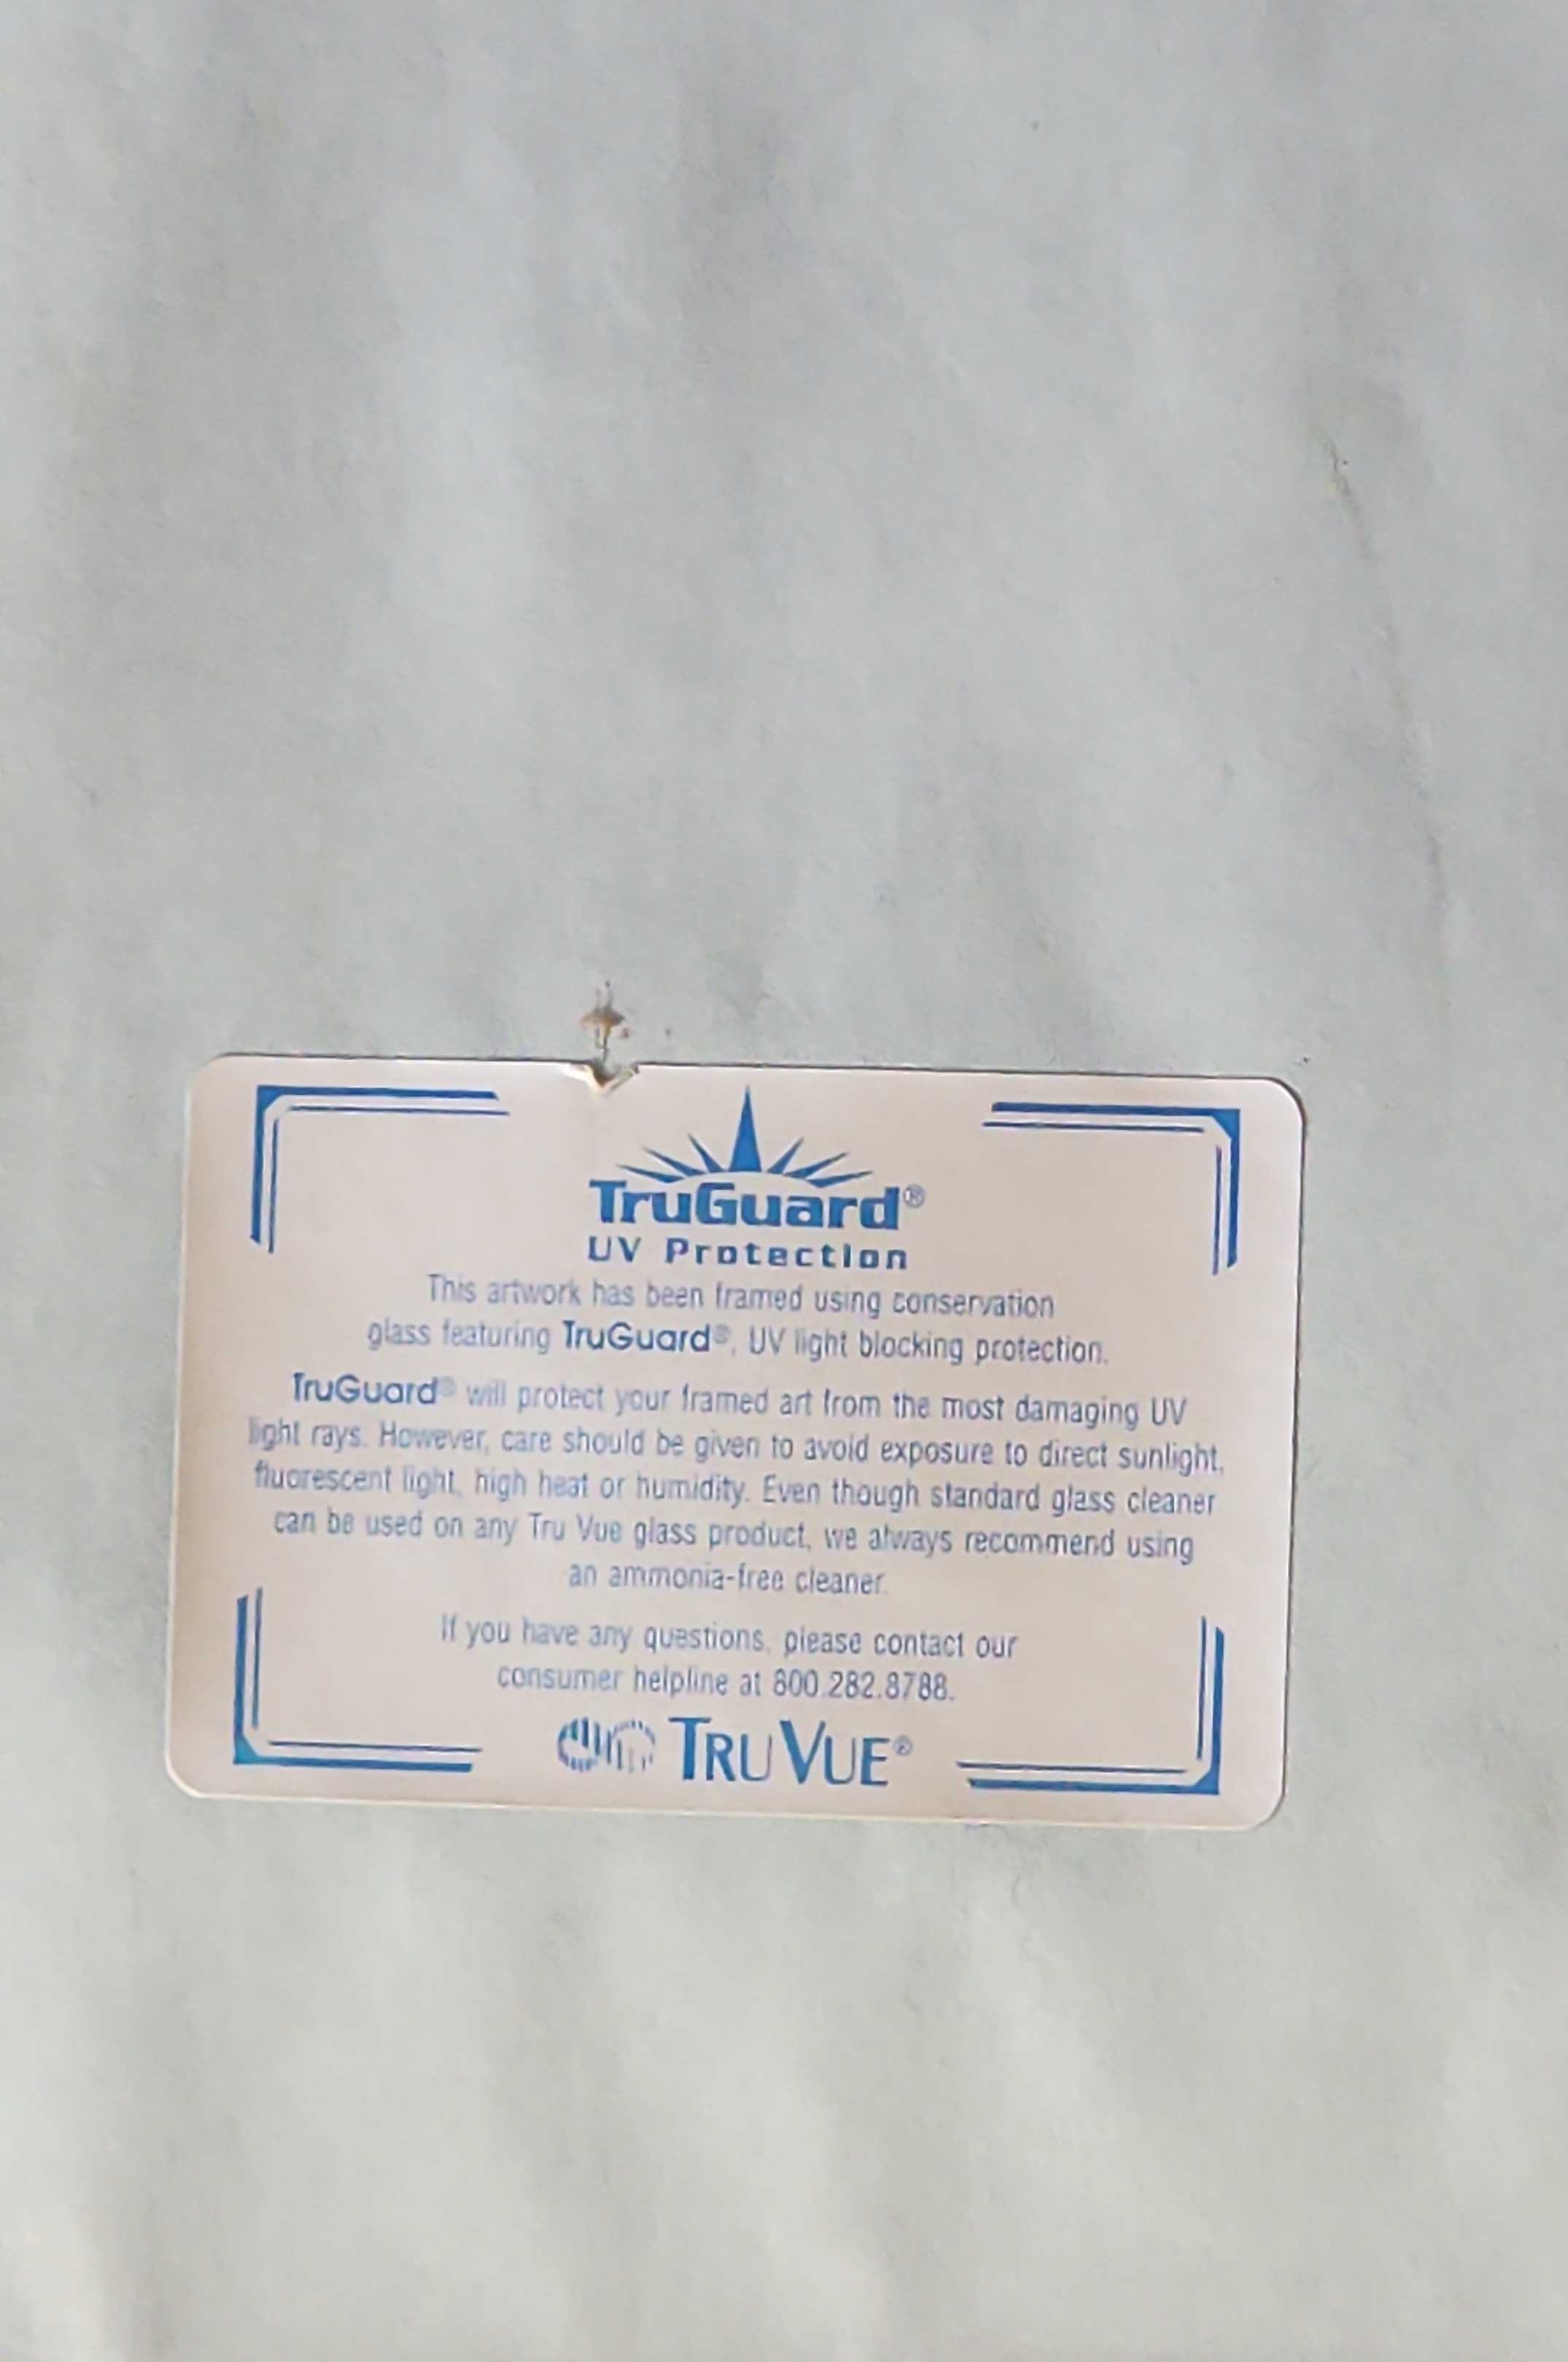 TruGuard®
UV Protection
This artwork has been framed using conservation
glass featuring TruGuard®, UV light blocking protection.
TruGuard® will protect your framed art from the most damaging UV
light rays. However, care should be given to avoid exposure to direct sunlight,
fluorescent light, high heat or humidity. Even though standard glass cleaner
can be used on any Tru Vue glass product, we always recommend using
an ammonia-free cleaner.
If you have any questions, please contact our
consumer helpline at 800.282.8788.
TRU VUE®